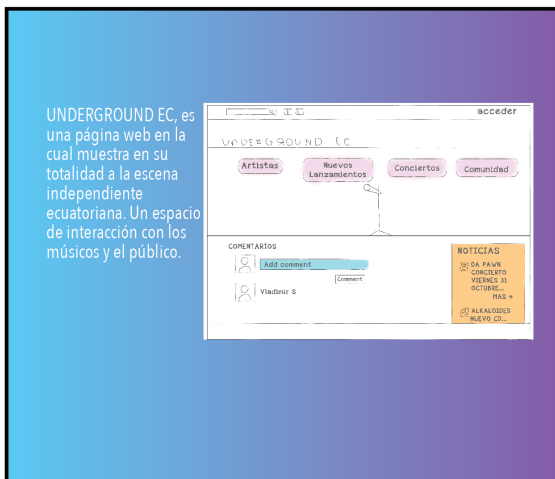 UNDERGROUND EC, es
una página web en la
cual muestra en su
totalidad a la escena
independiente
ecuatoriana. Un espacio
de interacción con los
músicos y el público.
acceder
UNDERGOUND EC
Artistas
Nuevos
Lanzamientos
Conciertos
Comunidad
COMENTARIOS
Add comment
Comment
Vladimir S
NOTICIAS
DA PAWN
CONCIERTO
VIERNES 31
OCTUBRE...
MAS +
ALKALOIDES
NUEVO CD...